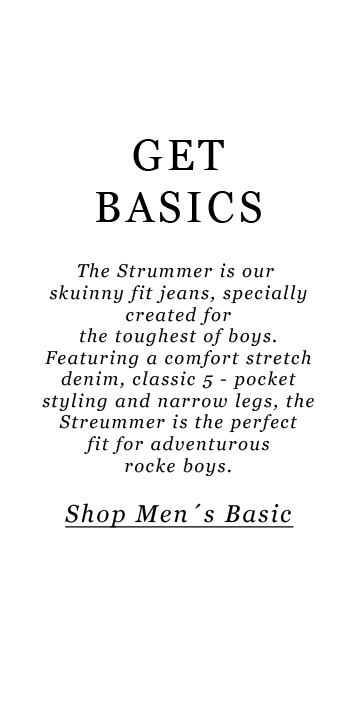 GET
BASICS
The Strummer is our
skuinny fit jeans, specially
created for
the toughest of boys.
Featuring a comfort stretch
denim, classic 5 - pocket
styling and narrow legs, the
Streummer is the perfect
fit for adventurous
rocke boys.
Shop Men´s Basic